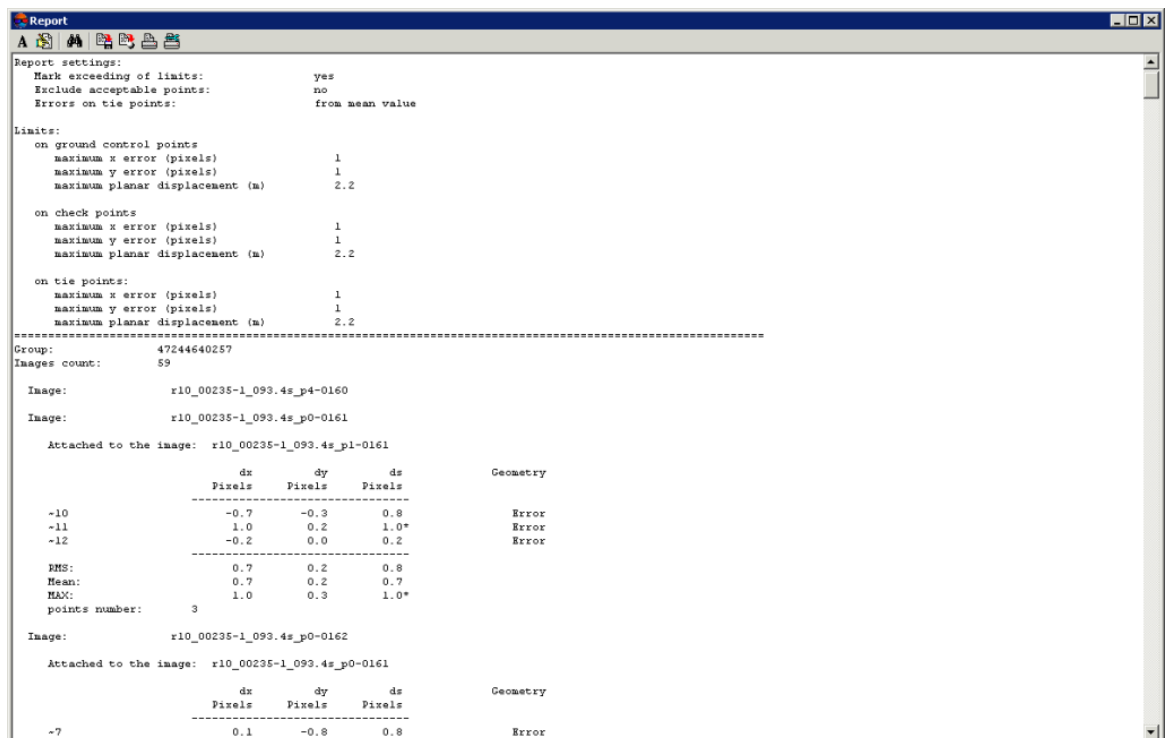 Report
A
Report settings:
Mark exceeding of limits: yes
Exclude acceptable points: no
Errors on tie points: from mean value
Limits:
on ground control points
maximum x error (pixels) 1
maximum y error (pixels) 1
maximum planar displacement (m) 2.2
on check points
maximum x error (pixels) 1
maximum y error (pixels) 1
maximum planar displacement (m) 2.2
on tie points:
maximum x error (pixels) 1
maximum y error (pixels) 1
maximum planar displacement (m) 2.2
Group: 47244640257
Images count: 59
Image: r10_00235-1_093.4s_p4-0160
Image: r10_00235-1_093.4s_p0-0161
Attached to the image: r10_00235-1_093.4s_p1-0161
dx dy ds Geometry
Pixels Pixels Pixels
~10 -0.7 -0.3 0.8 Error
~11 1.0 0.2 1.0* Error
~12 -0.2 0.0 0.2 Error
RMS: 0.7 0.2 0.8
Mean: 0.7 0.2 0.7
MAX: 1.0 0.3 1.0*
points number: 3
Image: r10_00235-1_093.4s_p0-0162
Attached to the image: r10_00235-1_093.4s_p0-0161
dx dy ds Geometry
Pixels Pixels Pixels
~7 0.1 -0.8 0.8 Error